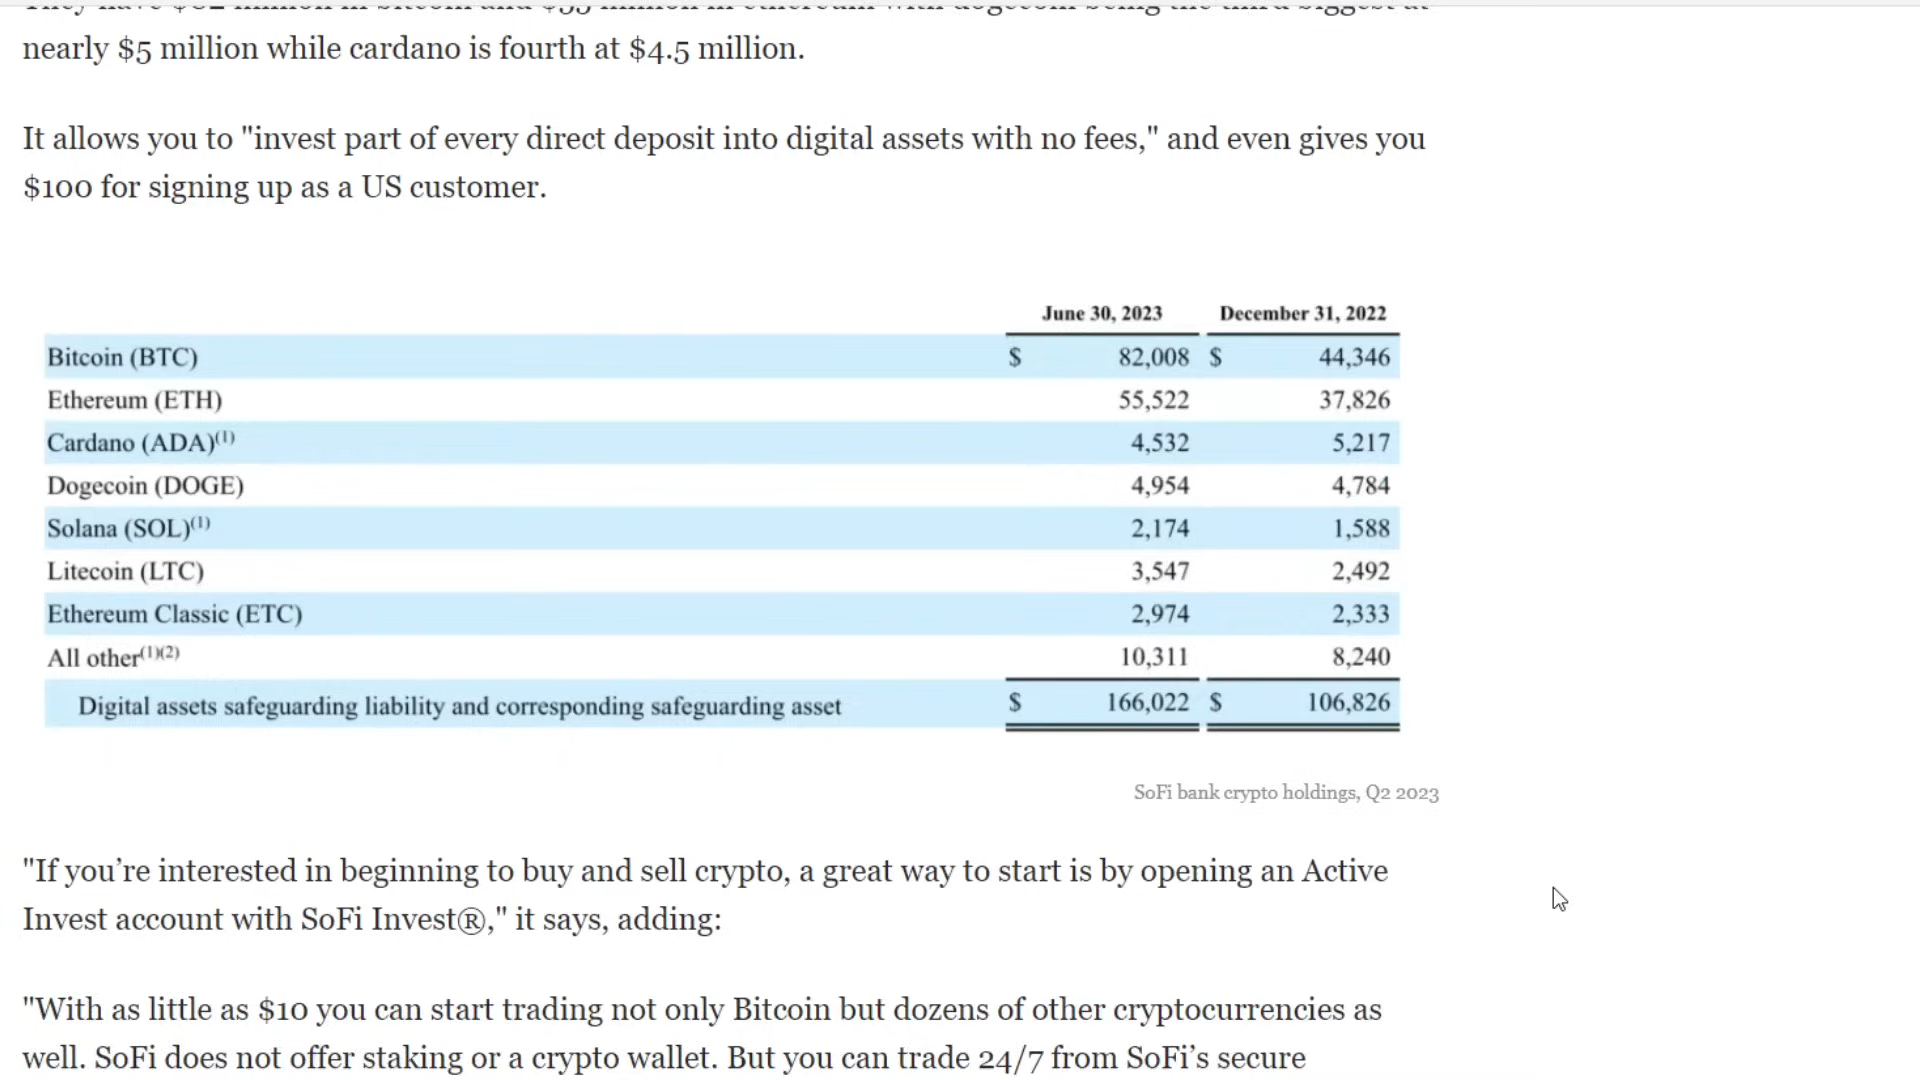 nearly $5 million while cardano is fourth at $4.5 million.
It allows you to "invest part of every direct deposit into digital assets with no fees," and even gives you
$100 for signing up as a US customer.
June 30, 2023 December 31, 2022
Bitcoin (BTC) $ 82,008 $ 44,346
Ethereum (ETH) 55,522 37,826
Cardano (ADA)(1) 4,532 5,217
Dogecoin (DOGE) 4,954 4,784
Solana (SOL)(1) 2,174 1,588
Litecoin (LTC) 3,547 2,492
Ethereum Classic (ETC) 2,974 2,333
All other(1)(2) 10,311 8,240
Digital assets safeguarding liability and corresponding safeguarding asset $ 166,022 $ 106,826
SoFi bank crypto holdings, Q2 2023
"If you’re interested in beginning to buy and sell crypto, a great way to start is by opening an Active
Invest account with SoFi Invest®," it says, adding:
"With as little as $10 you can start trading not only Bitcoin but dozens of other cryptocurrencies as
well. SoFi does not offer staking or a crypto wallet. But you can trade 24/7 from SoFi’s secure